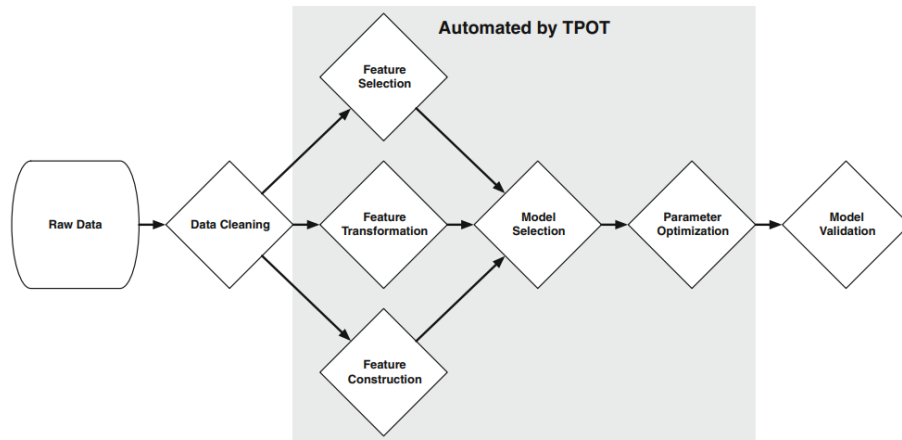 Automated by TPOT
Feature
Selection
Raw Data
Data Cleaning
Feature
Transformation
Model
Selection
Parameter
Optimization
Model
Validation
Feature
Construction